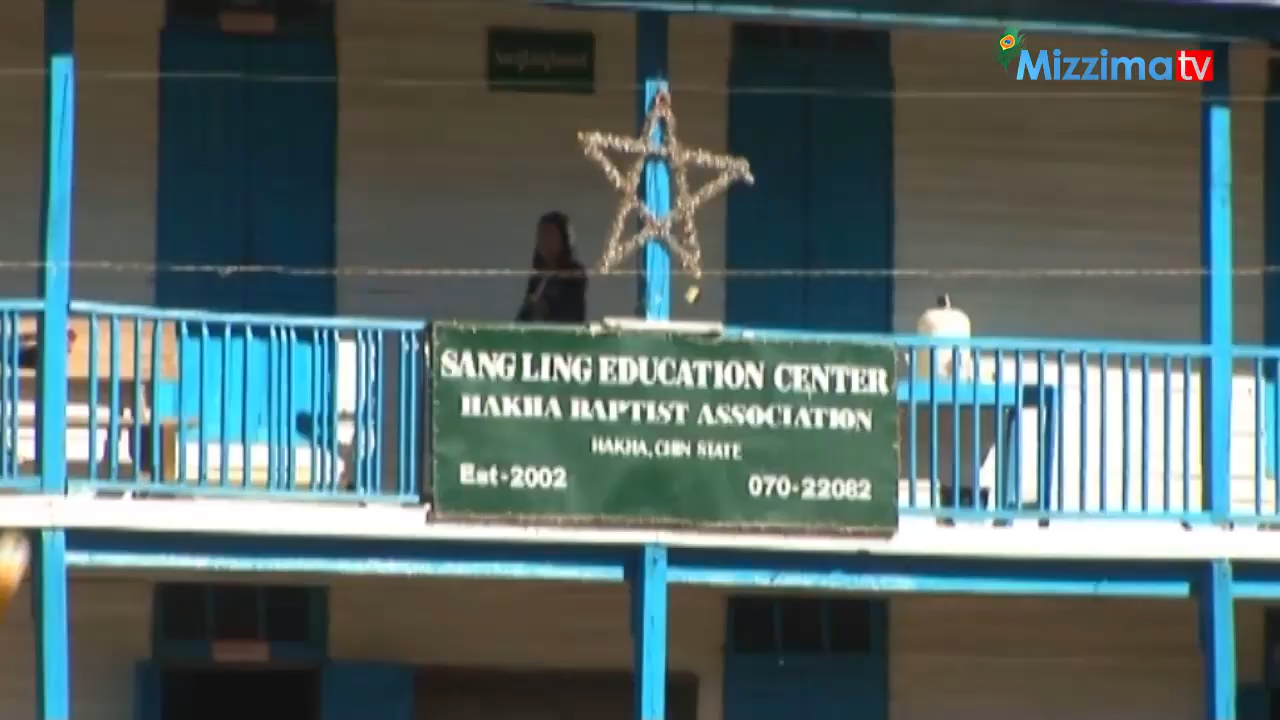 Mizzima tv
SANG LING EDUCATION CENTER
HAKHA BAPTIST ASSOCIATION
HAKHA, CHIN STATE
Est-2002 070-22082